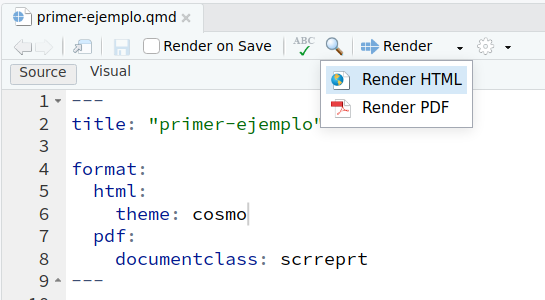 primer-ejemplo.qmd ×
Render on Save ABC Render
Source Visual
Render HTML
Render PDF
1 ---
2 title: "primer-ejemplo"
3
4 format:
5 html:
6 theme: cosmo
7 pdf:
8 documentclass: scrreprt
9 ---